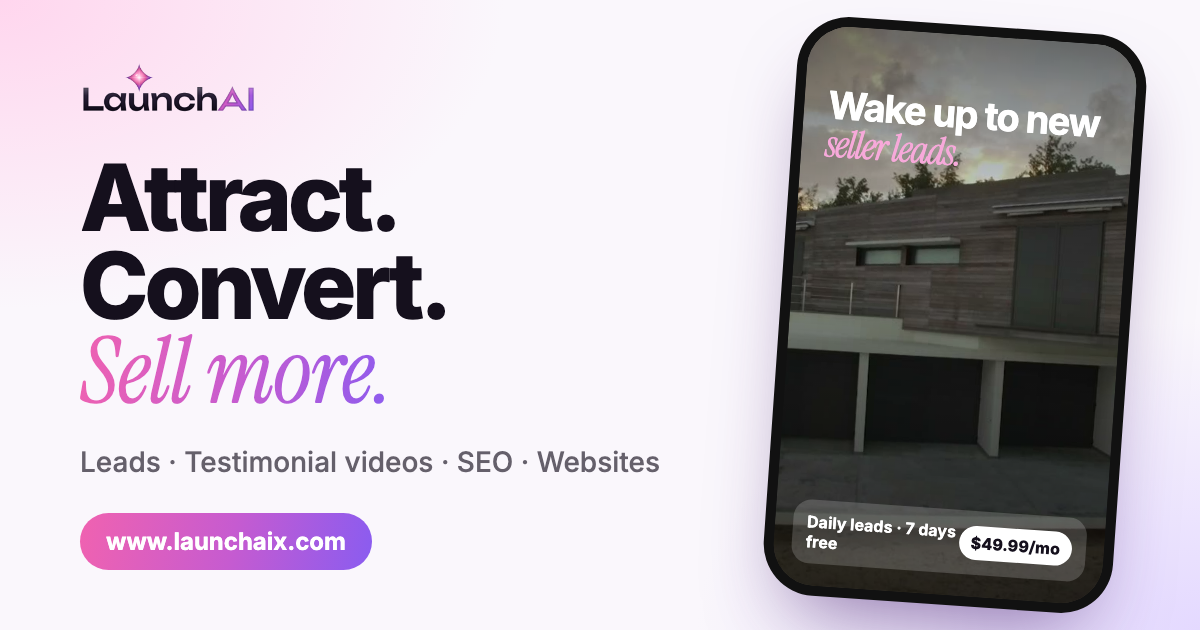 LaunchAI
Attract.
Convert.
Sell more.
Leads · Testimonial videos · SEO · Websites
www.launchaix.com
Wake up to new
seller leads.
Daily leads · 7 days
free
$49.99/mo